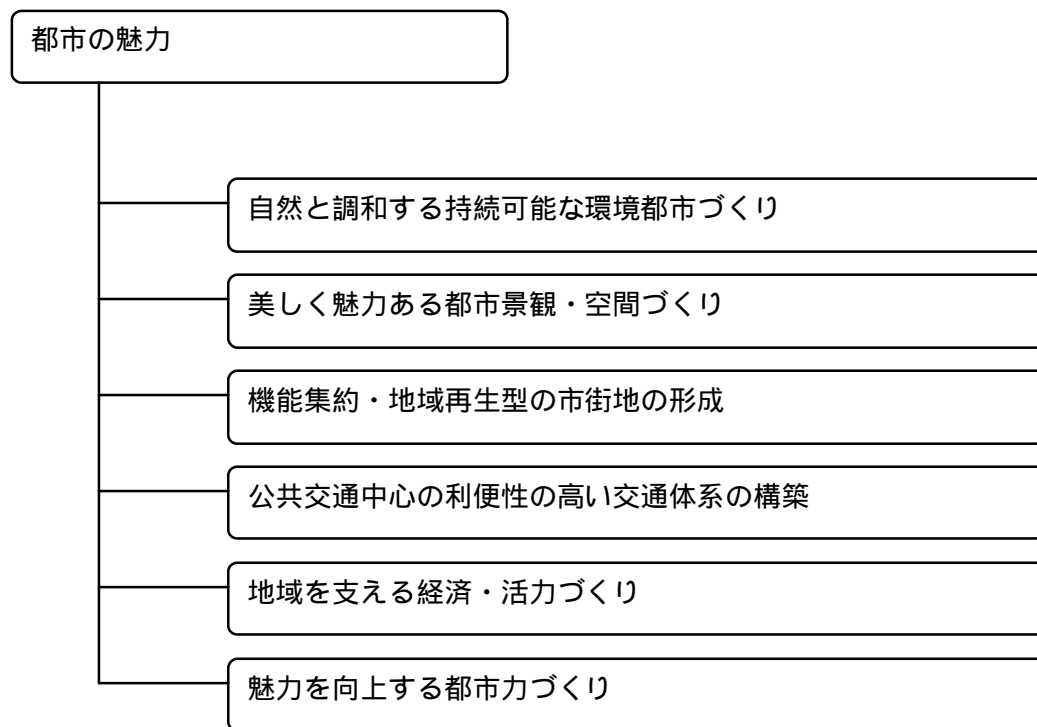 都市の魅力
自然と調和する持続可能な環境都市づくり
美しく魅力ある都市景観・空間づくり
機能集約・地域再生型の市街地の形成
公共交通中心の利便性の高い交通体系の構築
地域を支える経済・活力づくり
魅力を向上する都市力づくり